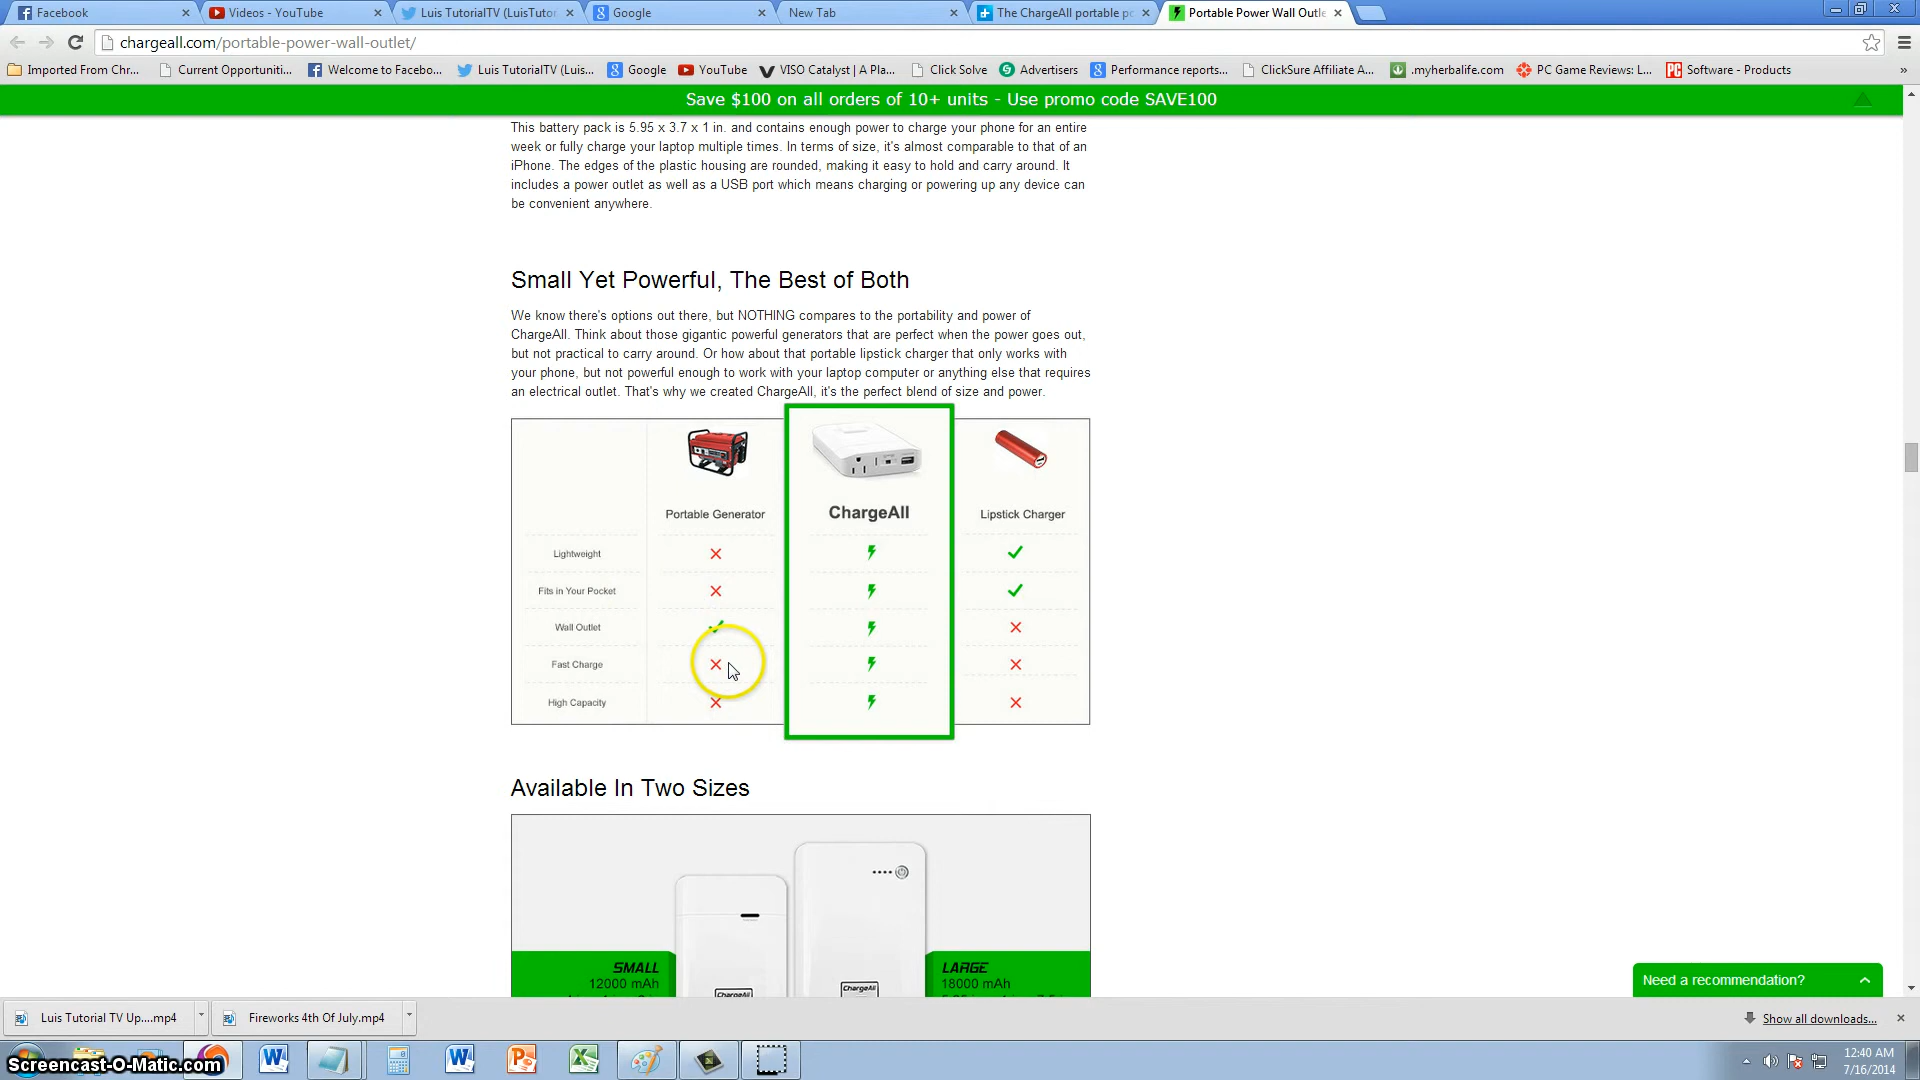 Facebook
Videos - YouTube
Luis TutorialTV (LuisTutor
Google
New Tab
The ChargeAll portable po
Portable Power Wall Outle
chargeall.com/portable-power-wall-outlet/
Imported From Chr...
Current Opportuniti...
Welcome to Facebo...
Luis TutorialTV (Luis...
Google
YouTube
VISO Catalyst | A Pla...
Click Solve
Advertisers
Performance reports...
ClickSure Affiliate A...
.myherbalife.com
PC Game Reviews: L...
Software - Products
Save $100 on all orders of 10+ units - Use promo code SAVE100
This battery pack is 5.95 x 3.7 x 1 in. and contains enough power to charge your phone for an entire
week or fully charge your laptop multiple times. In terms of size, it's almost comparable to that of an
iPhone. The edges of the plastic housing are rounded, making it easy to hold and carry around. It
includes a power outlet as well as a USB port which means charging or powering up any device can
be convenient anywhere.
Small Yet Powerful, The Best of Both
We know there's options out there, but NOTHING compares to the portability and power of
ChargeAll. Think about those gigantic powerful generators that are perfect when the power goes out,
but not practical to carry around. Or how about that portable lipstick charger that only works with
your phone, but not powerful enough to work with your laptop computer or anything else that requires
an electrical outlet. That's why we created ChargeAll, it's the perfect blend of size and power.
Portable Generator
ChargeAll
Lipstick Charger
Lightweight
Fits in Your Pocket
Wall Outlet
Fast Charge
High Capacity
Available In Two Sizes
SMALL
12000 mAh
LARGE
18000 mAh
ChargeAll
ChargeAll
Need a recommendation?
Luis Tutorial TV Up....mp4
Fireworks 4th Of July.mp4
Show all downloads...
Screencast-O-Matic.com
12:40 AM
7/16/2014